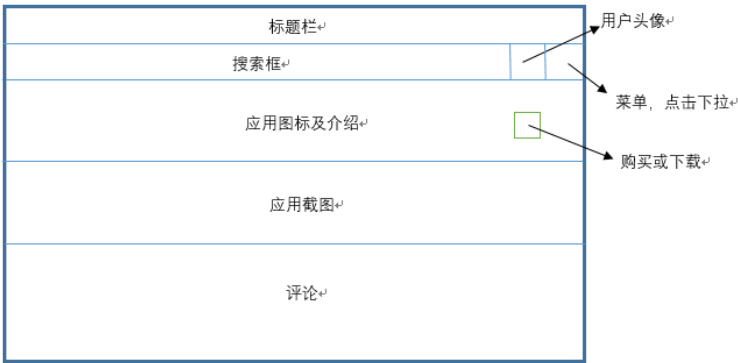 标题栏
用户头像
搜索框
菜单，点击下拉
应用图标及介绍
购买或下载
应用截图
评论